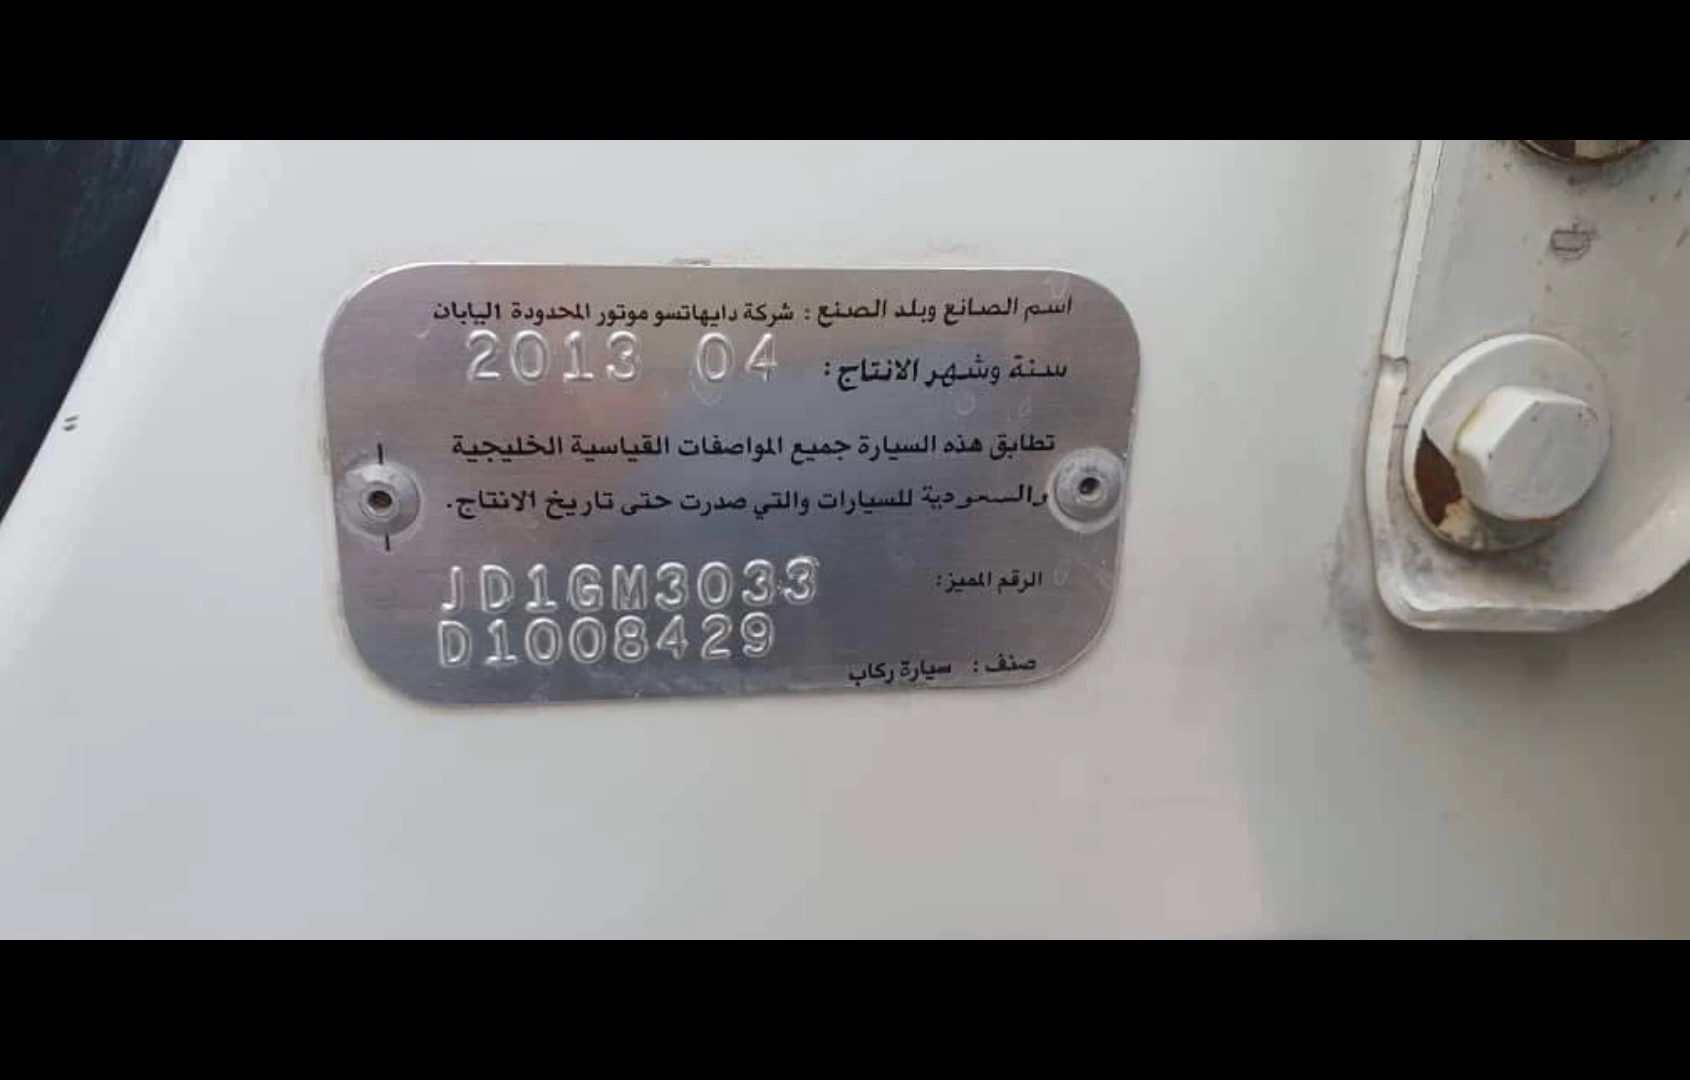 اسم الصانع وبلد الصنع : شركة دايهاتسو موتور المحدودة اليابان
سنة وشهر الانتاج: 2013 04
تطابق هذه السيارة جميع المواصفات القياسية الخليجية
والسعودية للسيارات والتي صدرت حتى تاريخ الانتاج.
الرقم المميز: JD1GM3033
D1008429
صنف : سيارة ركاب